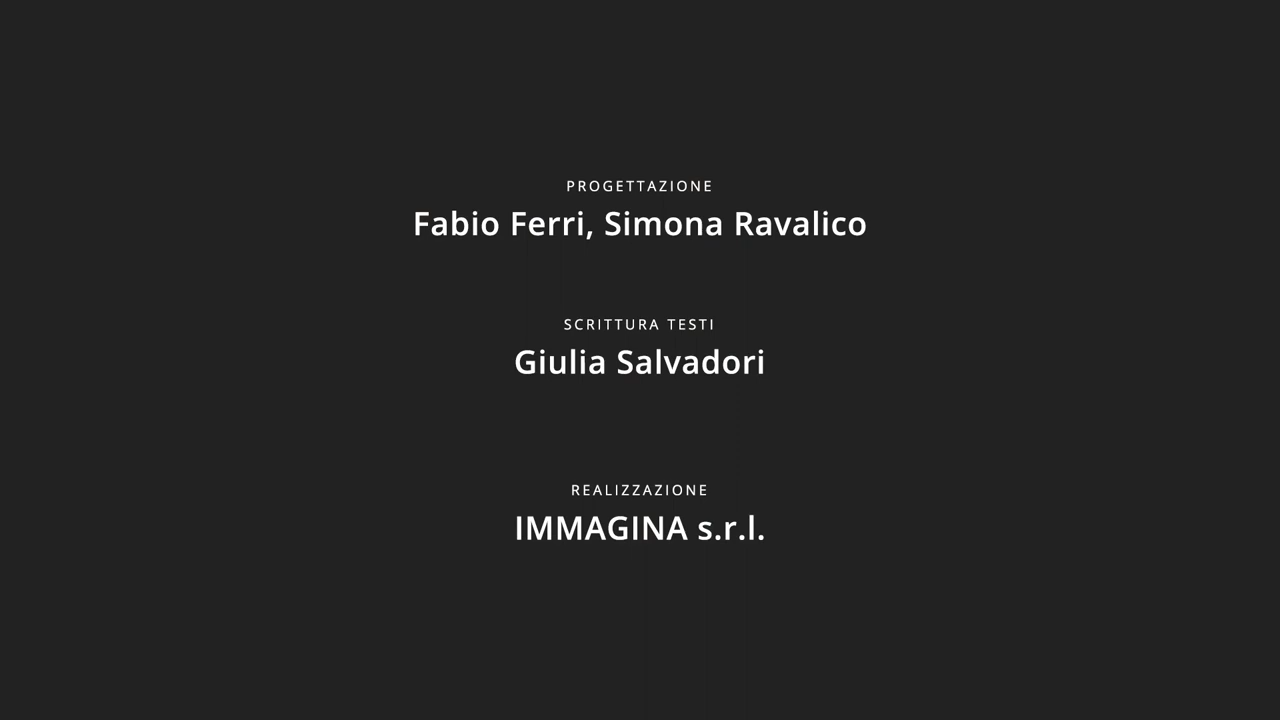 PROGETTAZIONE
Fabio Ferri, Simona Ravalico
SCRITTURA TESTI
Giulia Salvadori
REALIZZAZIONE
IMMAGINA s.r.l.